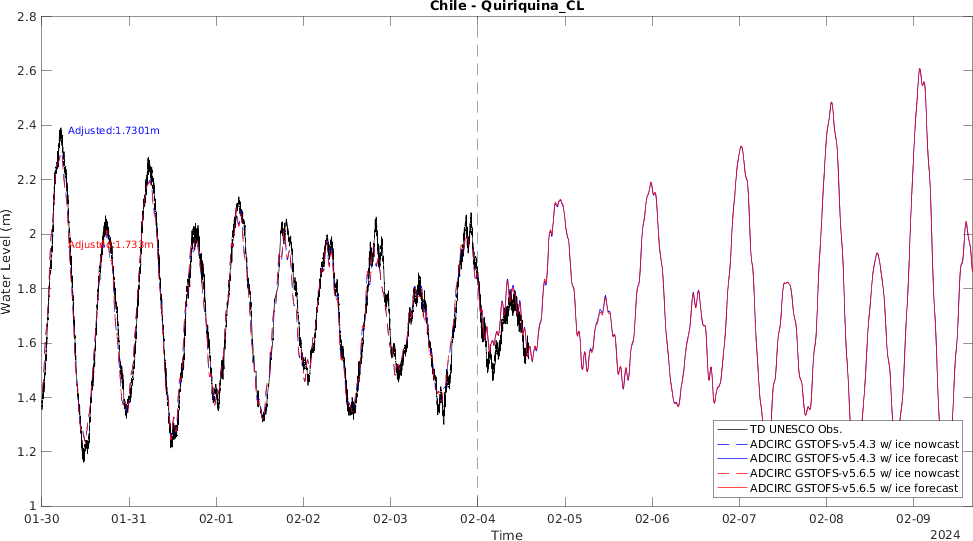 Chile - Quiriquina_CL
2.8
2.6
2.4
2.2
2
1.8
1.6
1.4
1.2
1
Water Level (m)
Adjusted:1.7301m
Adjusted:1.733m
TD UNESCO Obs.
ADCIRC GSTOFS-v5.4.3 w/ ice nowcast
ADCIRC GSTOFS-v5.4.3 w/ ice forecast
ADCIRC GSTOFS-v5.6.5 w/ ice nowcast
ADCIRC GSTOFS-v5.6.5 w/ ice forecast
01-30 01-31 02-01 02-02 02-03 02-04 02-05 02-06 02-07 02-08 02-09
Time
2024